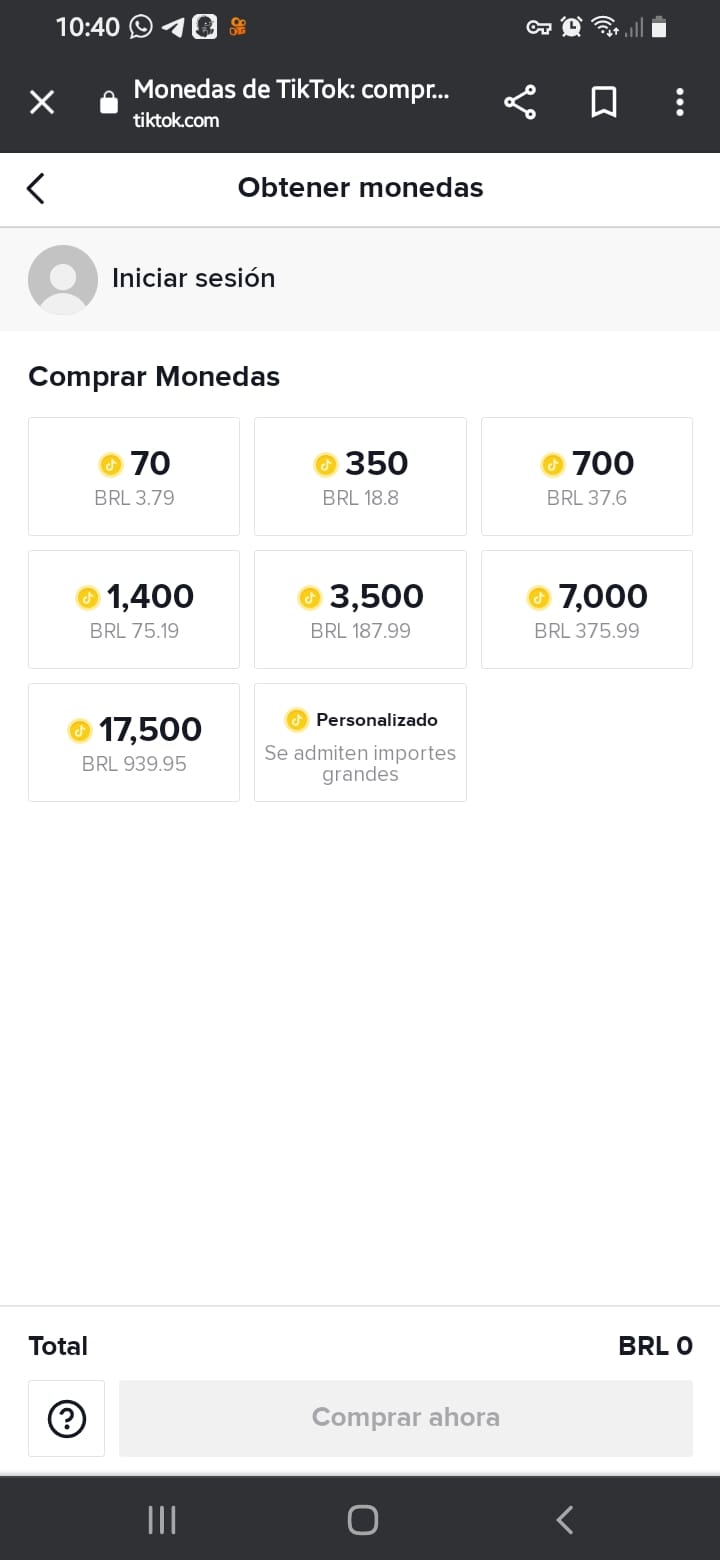 10:40
Monedas de TikTok: compr...
tiktok.com
Obtener monedas
Iniciar sesión
Comprar Monedas
70
BRL 3.79
350
BRL 18.8
700
BRL 37.6
1,400
BRL 75.19
3,500
BRL 187.99
7,000
BRL 375.99
17,500
BRL 939.95
Personalizado
Se admiten importes
grandes
Total
BRL 0
Comprar ahora